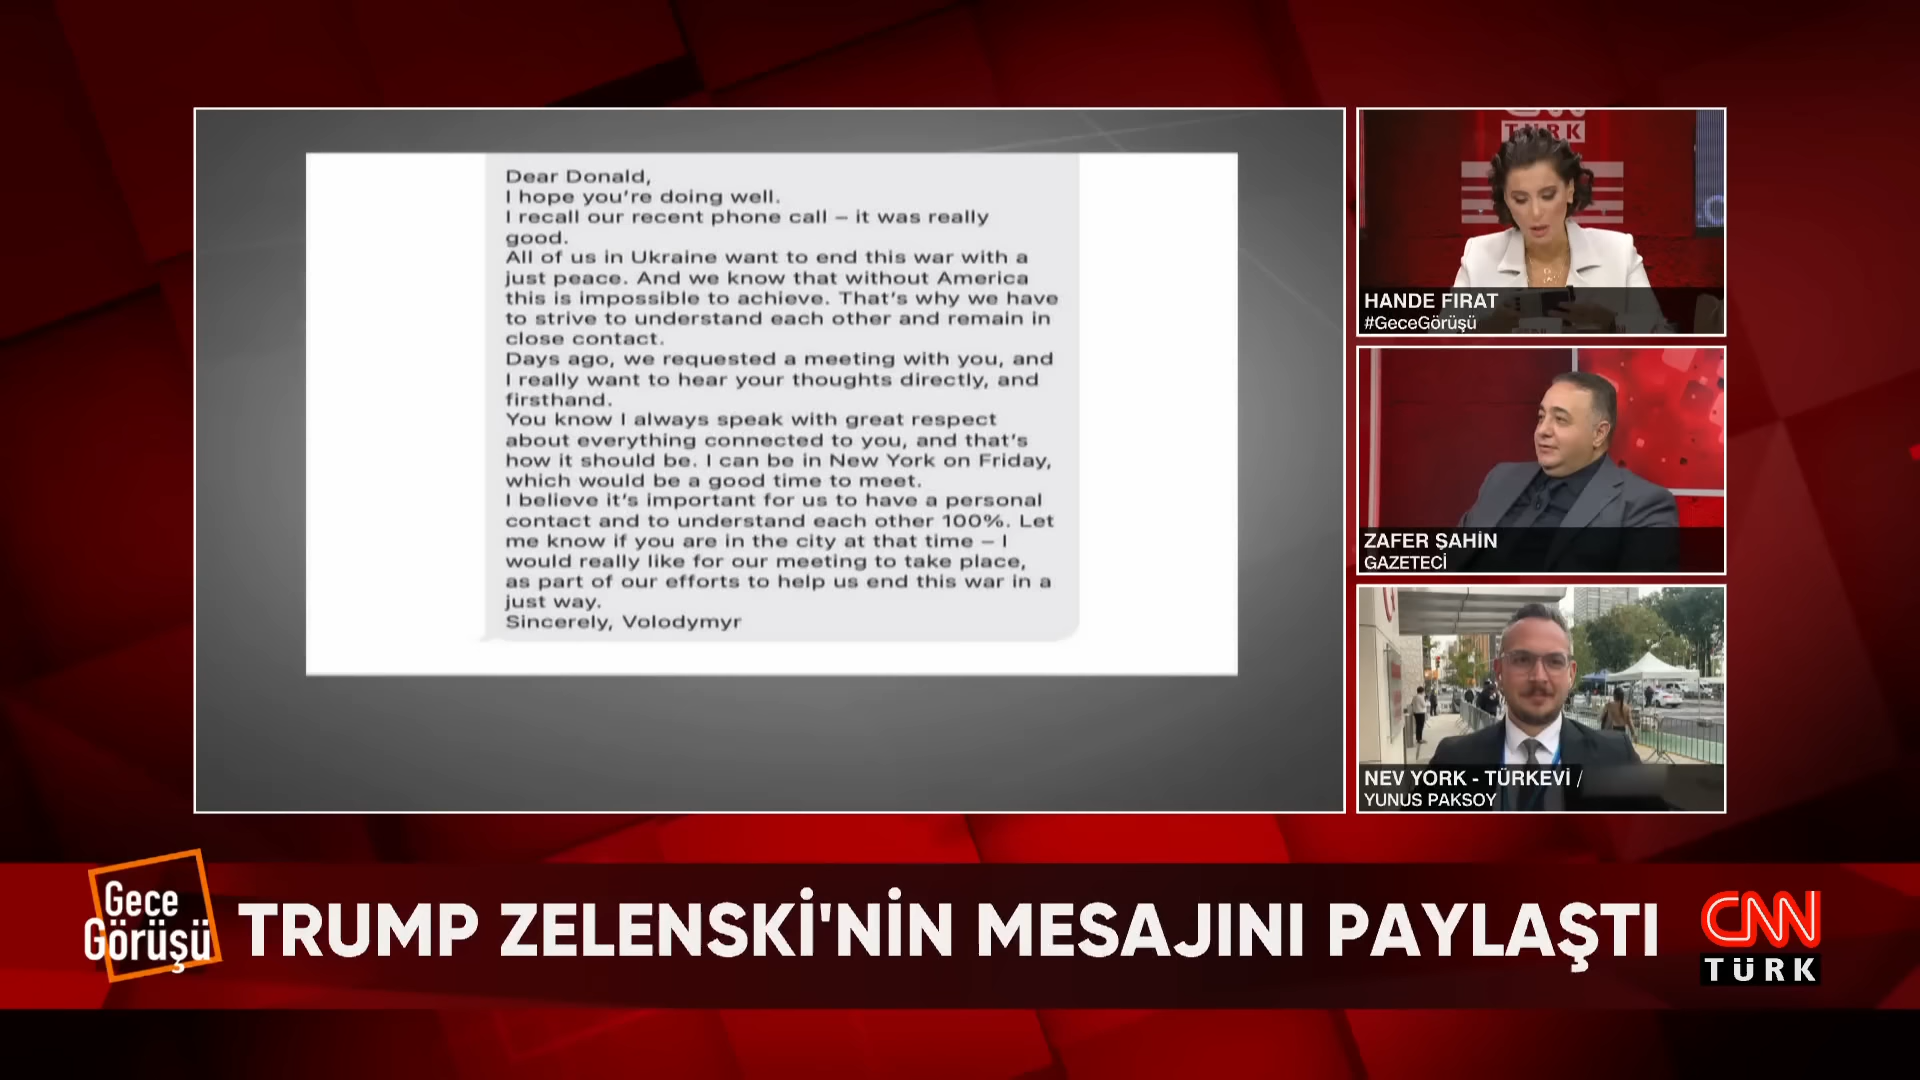 Dear Donald,
I hope you're doing well.
I recall our recent phone call – it was really
good.
All of us in Ukraine want to end this war with a
just peace. And we know that without America
this is impossible to achieve. That's why we have
to strive to understand each other and remain in
close contact.
Days ago, we requested a meeting with you, and
I really want to hear your thoughts directly, and
firsthand.
You know I always speak with great respect
about everything connected to you, and that's
how it should be. I can be in New York on Friday,
which would be a good time to meet.
I believe it's important for us to have a personal
contact and to understand each other 100%. Let
me know if you are in the city at that time – I
would really like for our meeting to take place,
as part of our efforts to help us end this war in a
just way.
Sincerely, Volodymyr
TÜRK
HANDE FIRAT
#GeceGörüşü
ZAFER ŞAHİN
GAZETECİ
NEV YORK - TÜRKEVİ /
YUNUS PAKSOY
Gece
Görüşü
TRUMP ZELENSKİ'NİN MESAJINI PAYLAŞTI
CNN
TÜRK